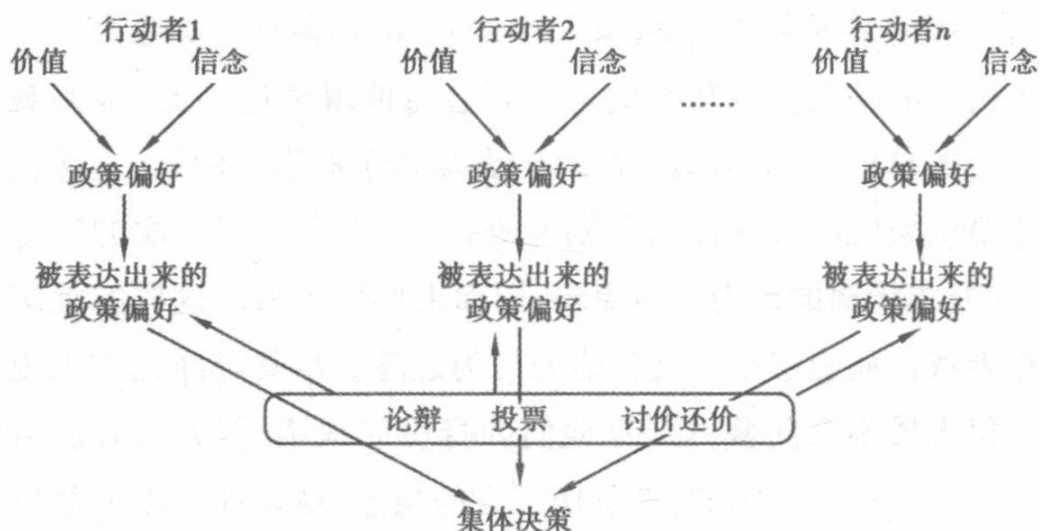 行动者1 行动者2 行动者n
价值 信念 价值 信念 价值 信念
……
政策偏好 政策偏好 政策偏好
被表达出来的 被表达出来的 被表达出来的
政策偏好 政策偏好 政策偏好
论辩 投票 讨价还价
集体决策